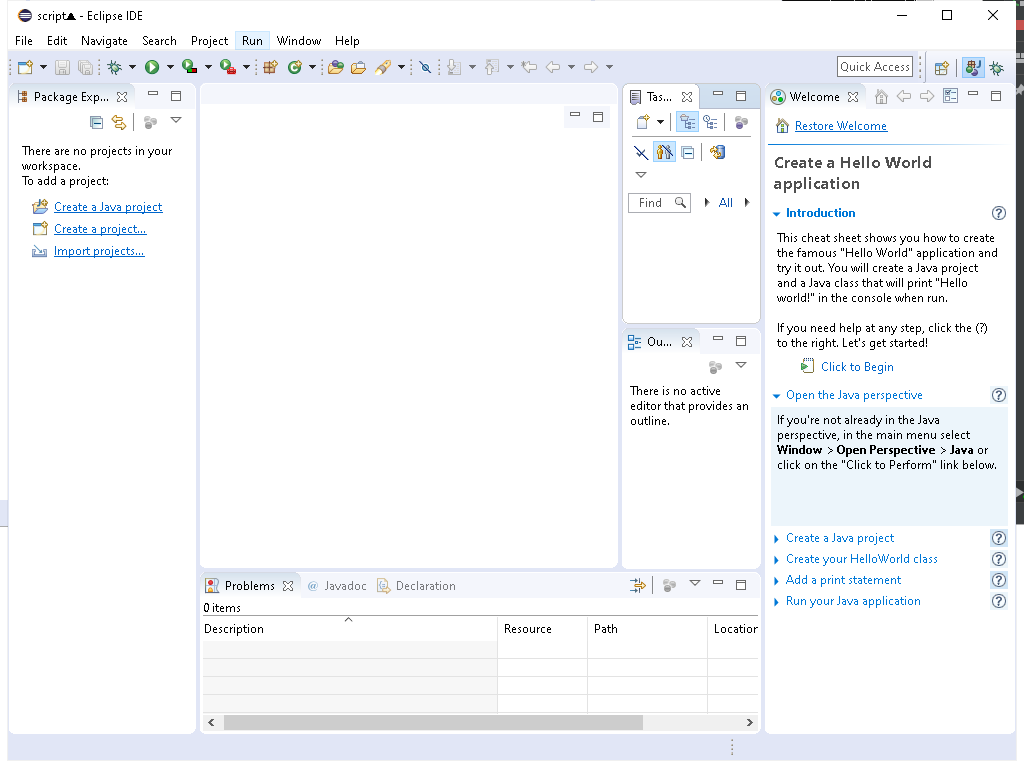 script▲ - Eclipse IDE
File Edit Navigate Search Project Run Window Help
Quick Access
Package Exp...
There are no projects in your
workspace.
To add a project:
Create a Java project
Create a project...
Import projects...
Tas...
Find
All
Ou...
There is no active
editor that provides an
outline.
Welcome
Restore Welcome
Create a Hello World
application
Introduction
This cheat sheet shows you how to create
the famous "Hello World" application and
try it out. You will create a Java project
and a Java class that will print "Hello
world!" in the console when run.
If you need help at any step, click the (?)
to the right. Let's get started!
Click to Begin
Open the Java perspective
If you're not already in the Java
perspective, in the main menu select
Window > Open Perspective > Java or
click on the "Click to Perform" link below.
Create a Java project
Create your HelloWorld class
Add a print statement
Run your Java application
Problems @ Javadoc Declaration
0 items
Description Resource Path Location